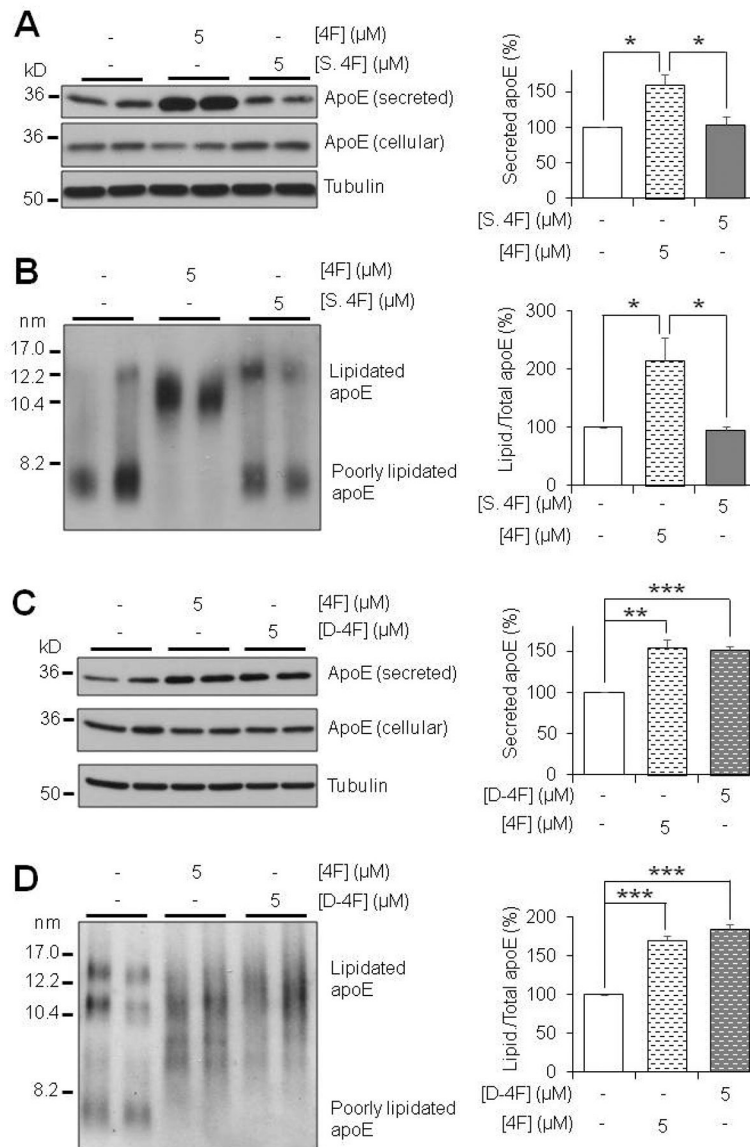 A
- 5 - [4F] (µM)
- - 5 [S. 4F] (µM)
kD
36 ApoE (secreted)
36 ApoE (cellular)
50 Tubulin
* *
Secreted apoE (%)
150
100
50
0
[S. 4F] (µM) - - 5
[4F] (µM) - 5 -
B
- 5 - [4F] (µM)
- - 5 [S. 4F] (µM)
nm
17.0
12.2
10.4
8.2
Lipidated
apoE
Poorly lipidated
apoE
* *
Lipid./Total apoE (%)
300
200
100
0
[S. 4F] (µM) - - 5
[4F] (µM) - 5 -
C
- 5 - [4F] (µM)
- - 5 [D-4F] (µM)
kD
36 ApoE (secreted)
36 ApoE (cellular)
50 Tubulin
***
**
Secreted apoE (%)
150
100
50
0
[D-4F] (µM) - - 5
[4F] (µM) - 5 -
D
- 5 - [4F] (µM)
- - 5 [D-4F] (µM)
nm
17.0
12.2
10.4
8.2
Lipidated
apoE
Poorly lipidated
apoE
***
***
Lipid./Total apoE (%)
200
150
100
50
0
[D-4F] (µM) - - 5
[4F] (µM) - 5 -